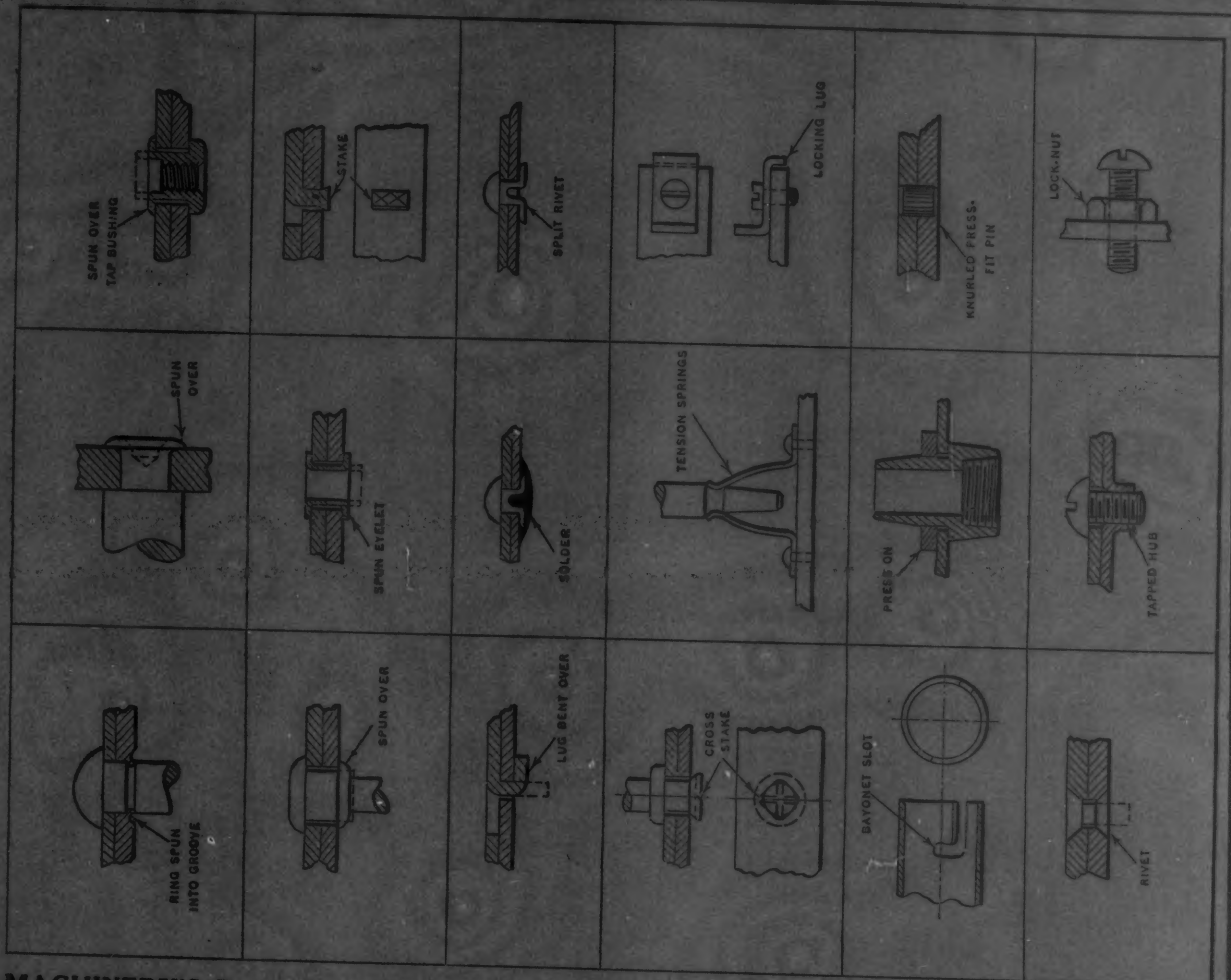 SPUN OVER
TAP BUSHING
STAKE
SPLIT RIVET
LOCKING LUG
KNURLED PRESS-
FIT PIN
LOCK-NUT
SPUN
OVER
SPUN EYELET
SOLDER
TENSION SPRINGS
PRESS ON
TAPPED HUB
RING SPUN
INTO GROOVE
SPUN OVER
LUG BENT OVER
CROSS
STAKE
BAYONET SLOT
RIVET